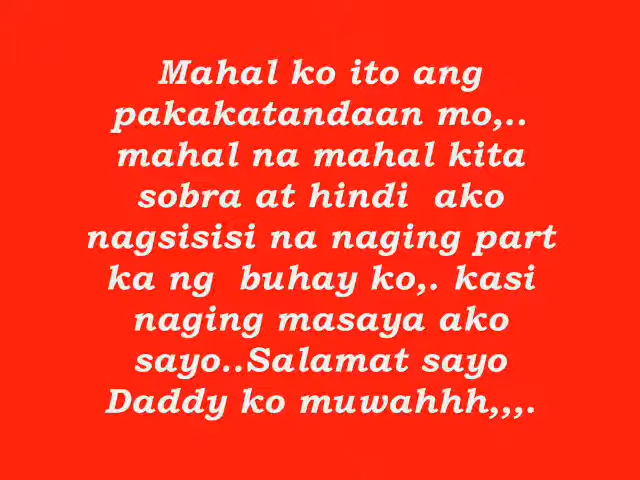 Mahal ko ito ang
pakakatandaan mo,..
mahal na mahal kita
sobra at hindi  ako
nagsisisi na naging part
ka ng  buhay ko,. kasi
naging masaya ako
sayo..Salamat sayo
Daddy ko muwahhh,,,.